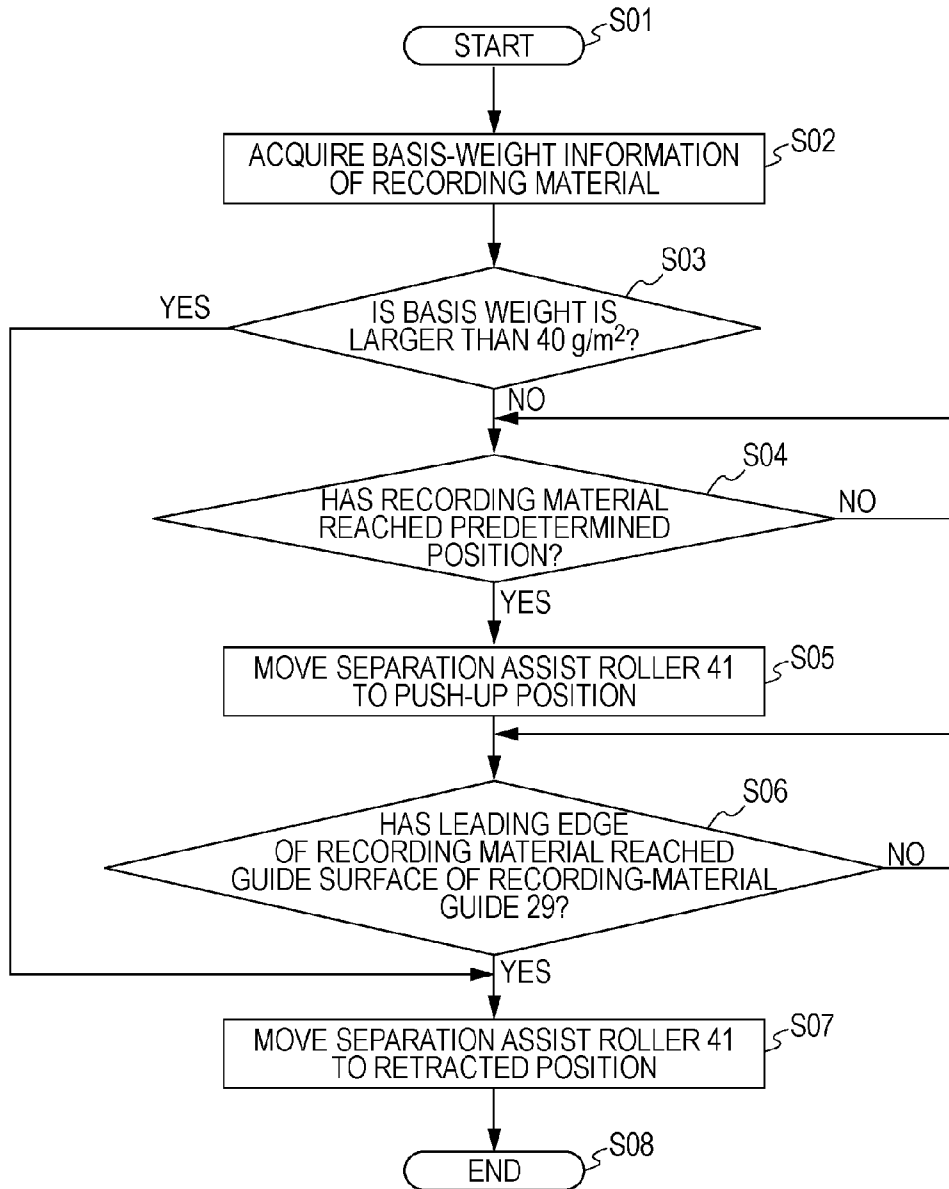 START
S01
ACQUIRE BASIS-WEIGHT INFORMATION
OF RECORDING MATERIAL
S02
S03
YES
IS BASIS WEIGHT IS
LARGER THAN 40 g/m²?
NO
S04
HAS RECORDING MATERIAL
REACHED PREDETERMINED
POSITION?
NO
YES
MOVE SEPARATION ASSIST ROLLER 41
TO PUSH-UP POSITION
S05
S06
HAS LEADING EDGE
OF RECORDING MATERIAL REACHED
GUIDE SURFACE OF RECORDING-MATERIAL
GUIDE 29?
NO
YES
MOVE SEPARATION ASSIST ROLLER 41
TO RETRACTED POSITION
S07
END
S08